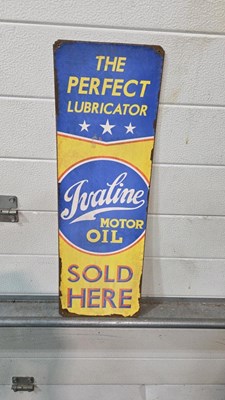 THE
PERFECT
LUBRICATOR
Ivaline
MOTOR
OIL
SOLD
HERE